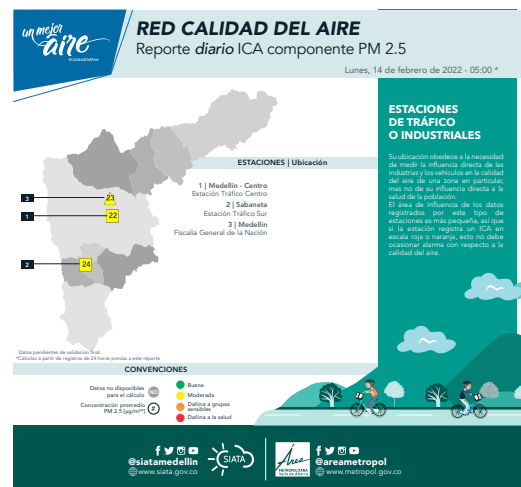 un mejor
aire
#CalidadDelAire
RED CALIDAD DEL AIRE
Reporte diario ICA componente PM 2.5
Lunes, 14 de febrero de 2022 - 05:00 *
ESTACIONES | Ubicación
1 | Medellín - Centro
Estación Tráfico Centro
2 | Sabaneta
Estación Tráfico Sur
3 | Medellín
Fiscalía General de la Nación
3
23
1
22
2
24
ESTACIONES
DE TRÁFICO
O INDUSTRIALES
Su ubicación obedece a la necesidad
de medir la influencia directa de las
industrias y los vehículos en la calidad
del aire de una zona en particular,
mas no de su influencia directa a la
salud de la población.
El área de influencia de los datos
registrados por este tipo de
estaciones es más pequeña, así que
si la estación registra un ICA en
escala roja o naranja, esto no debe
ocasionar alarma con respecto a la
calidad del aire.
Datos pendientes de validación final.
*Cálculos a partir de registros de 24 horas previas a este reporte
CONVENCIONES
Datos no disponibles
para el cálculo
Concentración promedio
PM 2.5 [µg/m³]
#
Buena
Moderada
Dañina a grupos
sensibles
Dañina a la salud
@siatamedellin
www.siata.gov.co
SIATA
Área
METROPOLITANA
Valle de Aburrá
@areametropol
www.metropol.gov.co